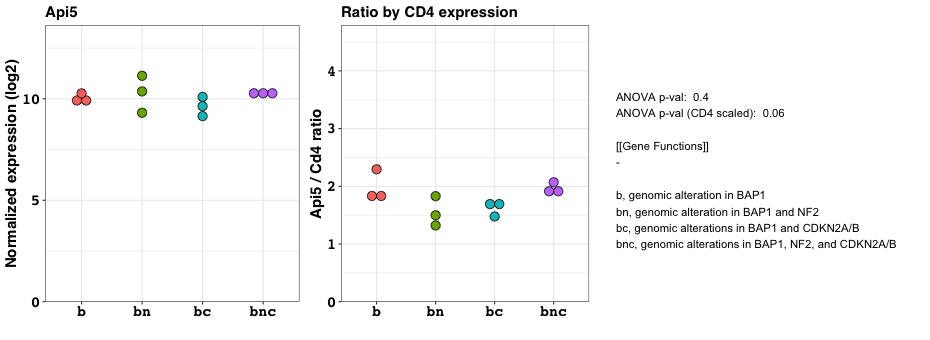 Api5
Normalized expression (log2)
10
5
0
b bn bc bnc
Ratio by CD4 expression
Api5 / Cd4 ratio
4
3
2
1
0
b bn bc bnc
ANOVA p-val: 0.4
ANOVA p-val (CD4 scaled): 0.06
[[Gene Functions]]
-
b, genomic alteration in BAP1
bn, genomic alteration in BAP1 and NF2
bc, genomic alterations in BAP1 and CDKN2A/B
bnc, genomic alterations in BAP1, NF2, and CDKN2A/B